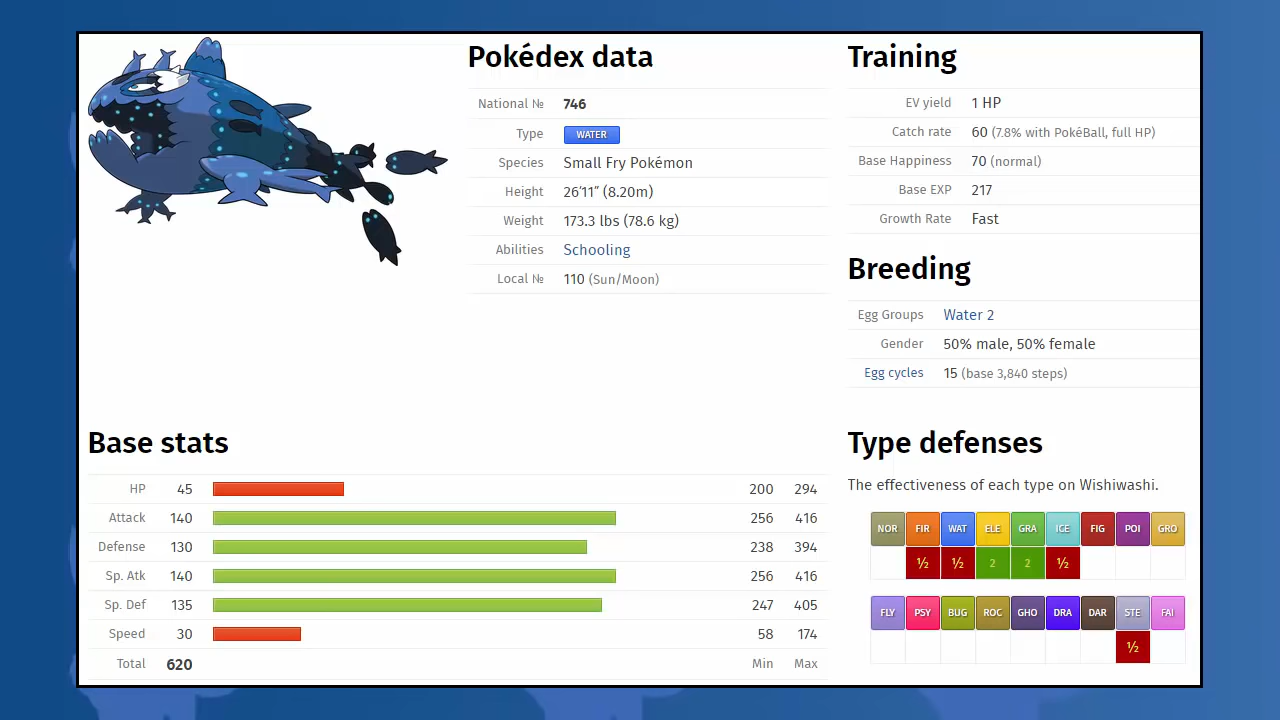 Pokédex data
National № 746
Type WATER
Species Small Fry Pokémon
Height 26′11″ (8.20m)
Weight 173.3 lbs (78.6 kg)
Abilities Schooling
Local № 110 (Sun/Moon)
Training
EV yield 1 HP
Catch rate 60 (7.8% with PokéBall, full HP)
Base Happiness 70 (normal)
Base EXP 217
Growth Rate Fast
Breeding
Egg Groups Water 2
Gender 50% male, 50% female
Egg cycles 15 (base 3,840 steps)
Base stats
HP 45 200 294
Attack 140 256 416
Defense 130 238 394
Sp. Atk 140 256 416
Sp. Def 135 247 405
Speed 30 58 174
Total 620 Min Max
Type defenses
The effectiveness of each type on Wishiwashi.
NOR FIR WAT ELE GRA ICE FIG POI GRO
½ ½ 2 2 ½
FLY PSY BUG ROC GHO DRA DAR STE FAI
½